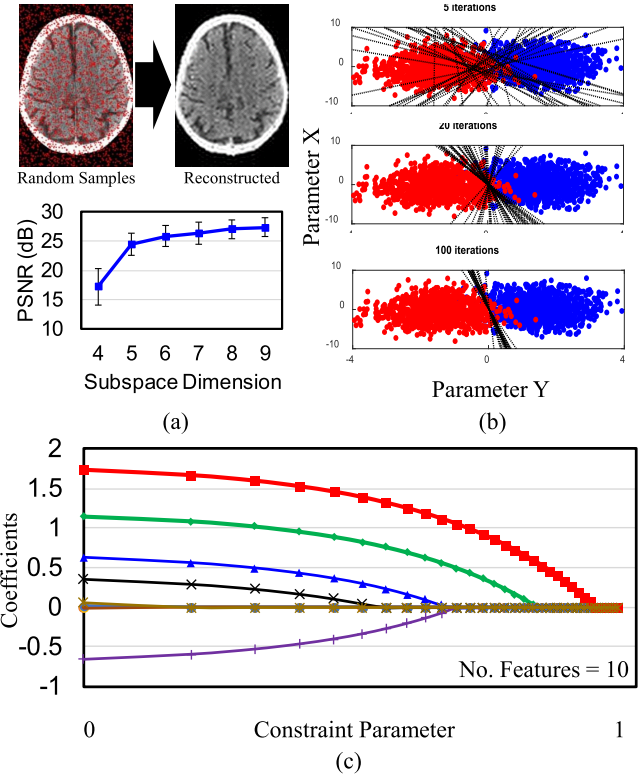 Random Samples
Reconstructed
PSNR (dB)
30
25
20
15
10
4 5 6 7 8 9
Subspace Dimension
(a)
5 iterations
10
0
-10
20 iterations
10
0
-10
100 iterations
10
0
-10
-4 0 4
Parameter X
Parameter Y
(b)
2
1.5
1
0.5
0
-0.5
-1
Coefficients
No. Features = 10
0 Constraint Parameter 1
(c)